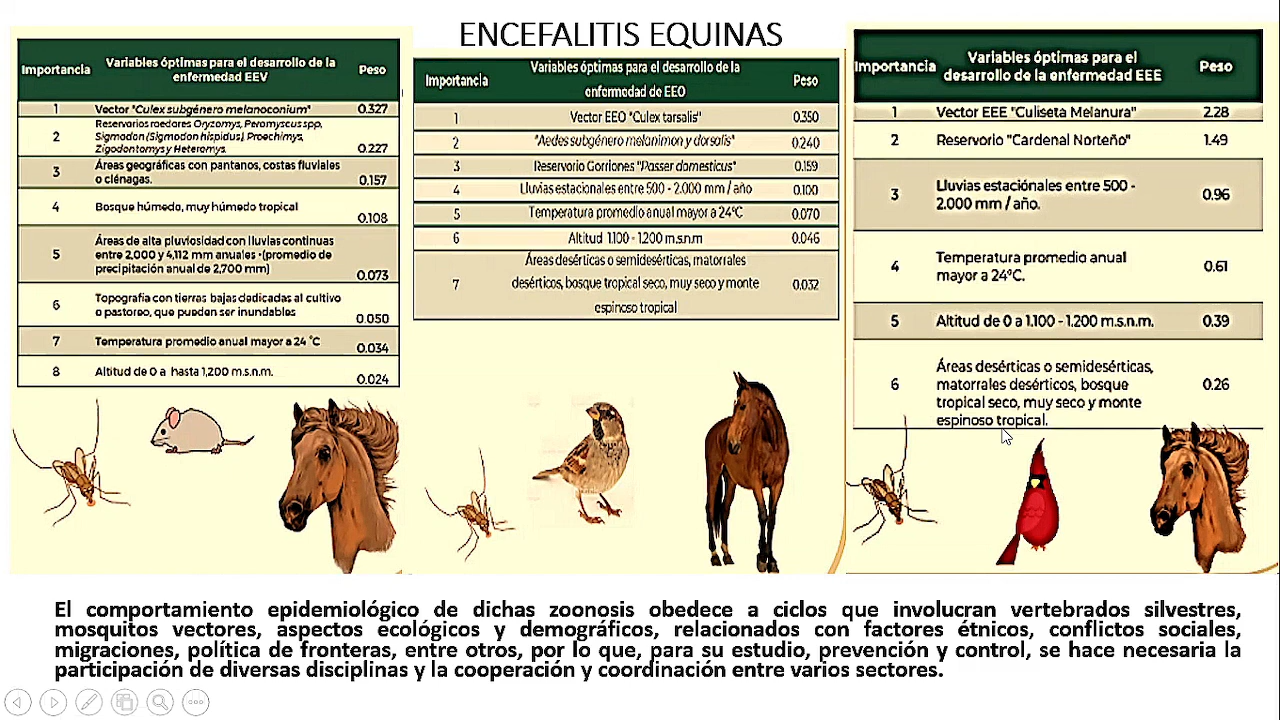 ENCEFALITIS EQUINAS
Importancia
Variables óptimas para el desarrollo de la
enfermedad EEV
Peso
1
Vector "Culex subgénero melanoconium"
0.327
2
Reservorios roedores Oryzomys, Peromyscus spp,
Sigmodon (Sigmodon hispidus) Proechimys,
Zigodontomys y Heteromys.
0.227
3
Áreas geográficas con pantanos, costas fluviales
o ciénagas.
0.157
4
Bosque húmedo, muy húmedo tropical
0.108
5
Áreas de alta pluviosidad con lluvias continuas
entre 2,000 y 4,112 mm anuales -(promedio de
precipitación anual de 2,700 mm)
0.073
6
Topografía con tierras bajas dedicadas al cultivo
o pastoreo, que pueden ser inundables
0.050
7
Temperatura promedio anual mayor a 24 °C
0.034
8
Altitud de 0 a hasta 1,200 m.s.n.m.
0.024
Importancia
Variables óptimas para el desarrollo de la
enfermedad de EEO
Peso
1
Vector EEO "Culex tarsalis"
0.350
2
"Aedes subgénero melanimon y dorsalis"
0.240
3
Reservorio Gorriones "Passer domesticus"
0.159
4
Lluvias estacionales entre 500 - 2.000 mm / año
0.100
5
Temperatura promedio anual mayor a 24°C
0.070
6
Altitud 1.100 - 1.200 m.s.n.m
0.046
7
Áreas desérticas o semidesérticas, matorrales
desérticos, bosque tropical seco, muy seco y monte
espinoso tropical
0.032
Importancia
Variables óptimas para el
desarrollo de la enfermedad EEE
Peso
1
Vector EEE "Culiseta Melanura"
2.28
2
Reservorio "Cardenal Norteño"
1.49
3
Lluvias estaciónales entre 500 -
2.000 mm / año.
0.96
4
Temperatura promedio anual
mayor a 24°C.
0.61
5
Altitud de 0 a 1.100 - 1.200 m.s.n.m.
0.39
6
Áreas desérticas o semidesérticas,
matorrales desérticos, bosque
tropical seco, muy seco y monte
espinoso tropical.
0.26
El comportamiento epidemiológico de dichas zoonosis obedece a ciclos que involucran vertebrados silvestres,
mosquitos vectores, aspectos ecológicos y demográficos, relacionados con factores étnicos, conflictos sociales,
migraciones, política de fronteras, entre otros, por lo que, para su estudio, prevención y control, se hace necesaria la
participación de diversas disciplinas y la cooperación y coordinación entre varios sectores.